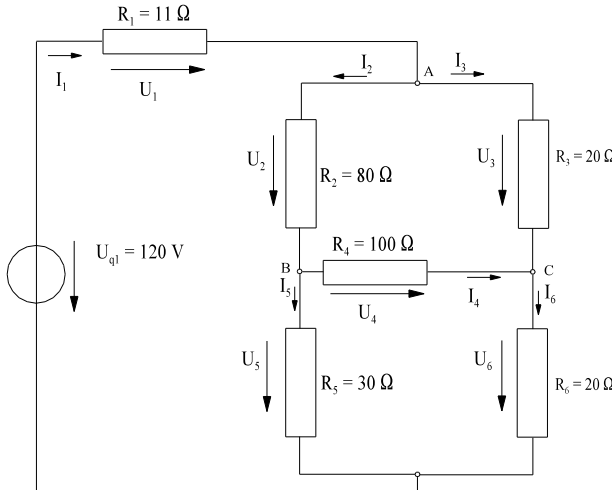 R1 = 11 Ω
I1
U1
I2
I3
A
U2
R2 = 80 Ω
U3
R3 = 20 Ω
Uq1 = 120 V
R4 = 100 Ω
B
C
I5
U4
I4
I6
U5
R5 = 30 Ω
U6
R6 = 20 Ω